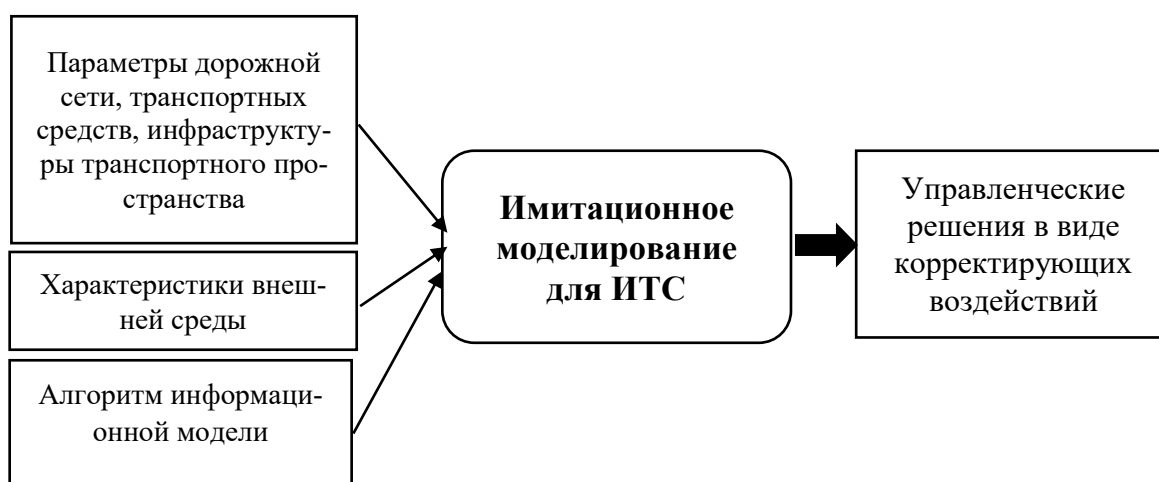 Параметры дорожной
сети, транспортных
средств, инфраструкту-
ры транспортного про-
странства
Характеристики внеш-
ней среды
Алгоритм информаци-
онной модели
Имитационное
моделирование
для ИТС
Управленческие
решения в виде
корректирующих
воздействий